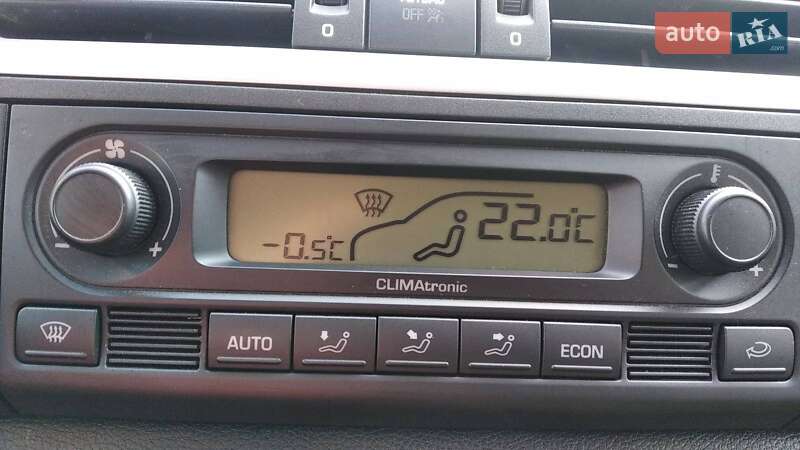 OFF
0
0
auto RIA.com
-0.5°C
22.0°C
CLIMAtronic
AUTO
ECON